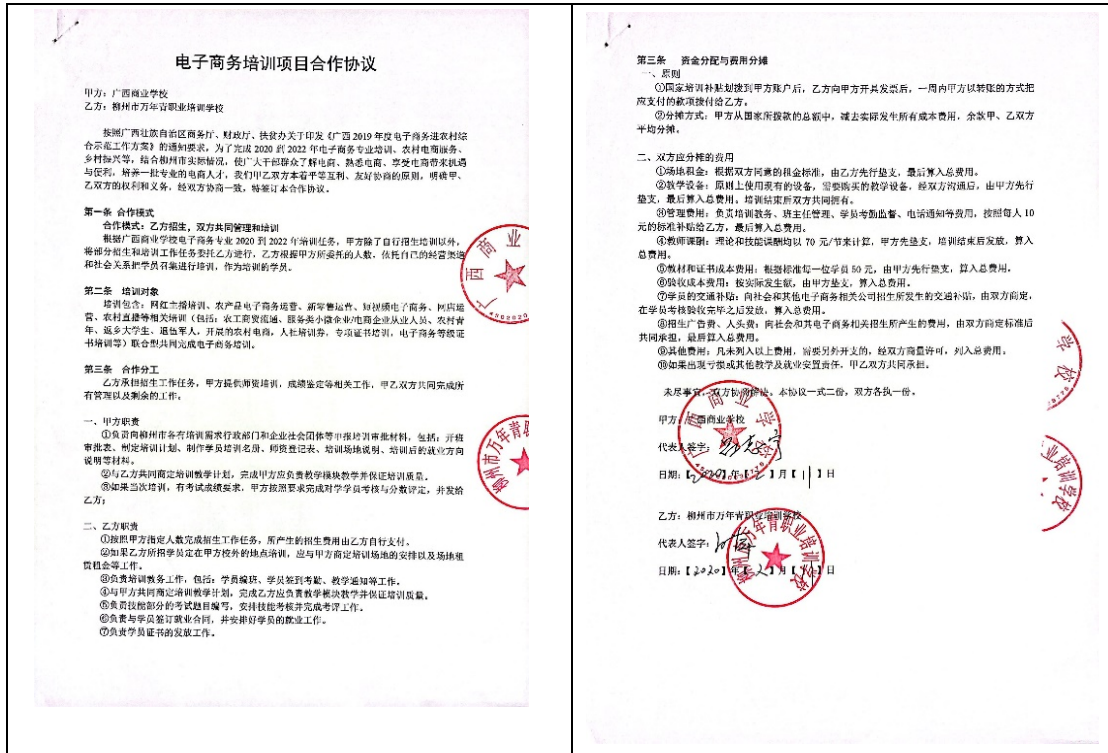 电子商务培训项目合作协议
甲方：广西商业学校
乙方：柳州市万年青职业培训学校
按照广西壮族自治区商务厅、财政厅、扶贫办关于印发《广西 2019 年度电子商务进农村综
合示范工作方案》的通知要求，为了完成 2020 到 2022 年电子商务专业培训、农村电商服务、
乡村振兴等，结合柳州市实际情况，使广大干部群众了解电商、熟悉电商、享受电商带来机遇
与便利，培养一批专业的电商人才，我们甲乙双方本着平等互利、友好协商的原则，明确甲、
乙双方的权利和义务，经双方协商一致，特签订本合作协议。
第一条 合作模式
合作模式：乙方招生，双方共同管理和培训
根据广西商业学校电子商务专业 2020 到 2022 年培训任务，甲方除了自行招生培训以外，
将部分招生和培训工作任务委托乙方进行，乙方根据甲方所委托的人数，依托自己的经营渠道
和社会关系把学员召集进行培训，作为培训的学员。
第二条 培训对象
培训包含：网红主播培训、农产品电子商务运营、新零售运营、短视频电子商务、网店运
营、农村直播等相关培训（包括：农工商贸流通、服务类小微企业/电商企业从业人员、农村青
年、返乡大学生、退伍军人，开展的农村电商，人社培训券，专项证书培训，电子商务等级证
书培训等）联合型共同完成电子商务培训。
第三条 合作分工
乙方承担招生工作任务，甲方提供师资培训，成绩鉴定等相关工作，甲乙双方共同完成所
有管理以及剩余的工作。
一、甲方职责
①负责向柳州市各有培训需求行政部门和企业社会团体等申报培训审批材料，包括：开班
审批表、制定培训计划、制作学员培训名册、师资登记表、培训场地说明、培训后的就业方向
说明等材料。
②与乙方共同商定培训教学计划，完成甲方应负责教学模块教学并保证培训质量。
③如果当次培训，有考试成绩要求，甲方按照要求完成对学学员考核与分数评定，并发给
乙方；
二、乙方职责
①按照甲方指定人数完成招生工作任务，所产生的招生费用由乙方自行支付。
②如果乙方所招学员定在甲方校外的地点培训，应与甲方商定培训场地的安排以及场地租
赁租金等工作。
③负责培训教务工作，包括：学员编班、学员签到考勤、教学通知等工作。
④与甲方共同商定培训教学计划，完成乙方应负责教学模块教学并保证培训质量。
⑤负责技能部分的考试题目编写，安排技能考核并完成考评工作。
⑥负责与学员签订就业合同，并安排好学员的就业工作。
⑦负责学员证书的发放工作。
广西商业
柳州市万年青职
第三条 资金分配与费用分摊
一、原则
①国家培训补贴划拨到甲方账户后，乙方向甲方开具发票后，一周内甲方以转账的方式把
应支付的款项拨付给乙方。
②分摊方式：甲方从国家所拨款的总额中，减去实际发生所有成本费用，余款甲、乙双方
平均分摊。
二、双方应分摊的费用
①场地租金：根据双方同意的租金标准，由乙方先行垫支，最后算入总费用。
②教学设备：原则上使用现有的设备，需要购买的教学设备，经双方沟通后，由甲方先行
垫支，最后算入总费用。培训结束后双方共同拥有。
③管理费用：负责培训教务、班主任管理、学员考勤监督、电话通知等费用，按照每人 10
元的标准补贴给乙方，最后算入总费用。
④教师课酬：理论和技能课酬均以 70 元/节来计算，甲方先垫支，培训结束后发放，算入
总费用。
⑤教材和证书成本费用：根据标准每一位学员 50 元，由甲方先行垫支，算入总费用。
⑥验收成本费用：按实际发生额，由甲方垫支，算入总费用。
⑦学员的交通补贴：向社会和其他电子商务相关公司招生所发生的交通补贴，由双方商定，
在学员考核验收完毕之后发放，算入总费用。
⑧招生广告费、人头费：向社会和其电子商务相关招生所产生的费用，由双方商定标准后
共同承担，最后算入总费用。
⑨其他费用：凡未列入以上费用，需要另外开支的，经双方商量许可，列入总费用。
⑩如果出现亏损或其他教学及就业安置责任，甲乙双方共同承担。
未尽事宜，双方协商解决。本协议一式二份，双方各执一份。
甲方：广西商业学校
代表人签字：
日期：【2020】年【12】月【11】日
乙方：柳州市万年青职业培训学校
代表人签字：
日期：【2020】年【12】月【11】日
广西商业学校
柳州市万年青职业培训学校
学校
业培训学校